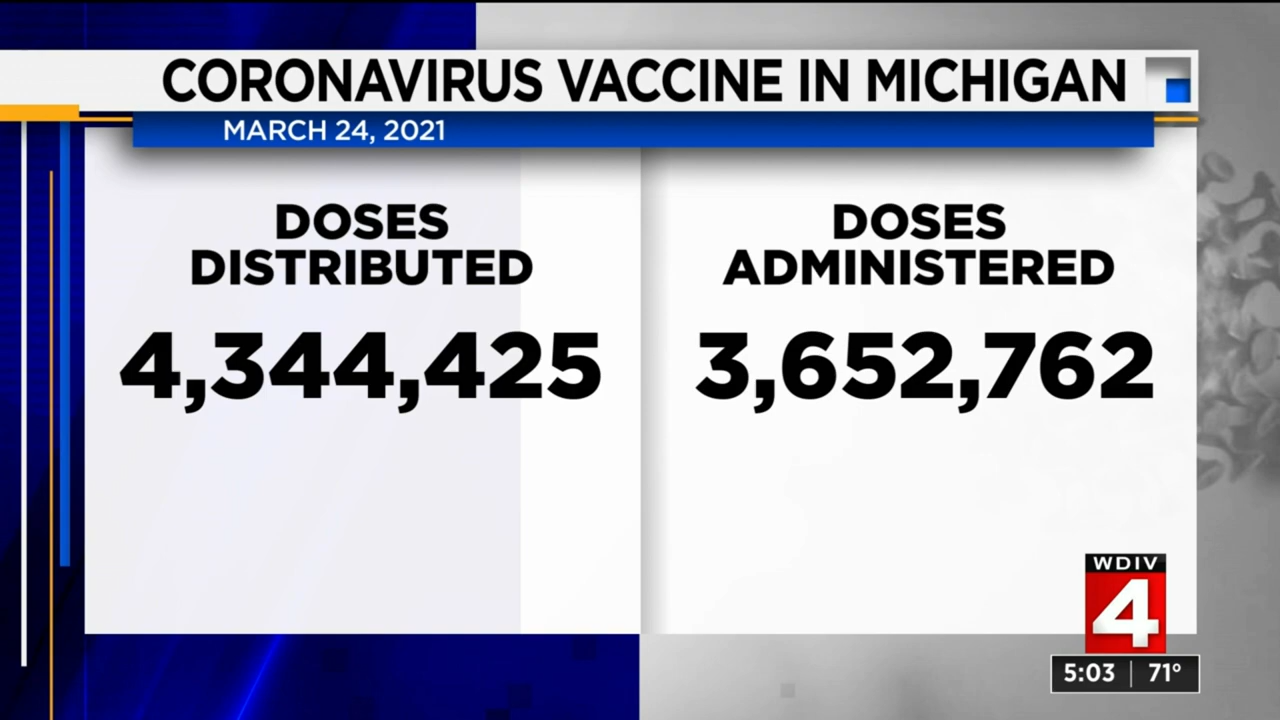 CORONAVIRUS VACCINE IN MICHIGAN
MARCH 24, 2021
DOSES
DISTRIBUTED
4,344,425
DOSES
ADMINISTERED
3,652,762
WDIV
4
5:03 71°